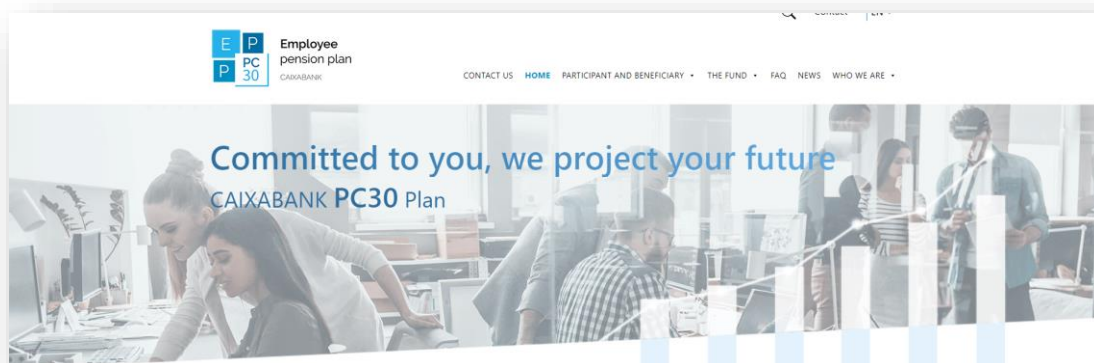 Contact EN
E P
P PC
30
Employee
pension plan
CAIXABANK
CONTACT US HOME PARTICIPANT AND BENEFICIARY THE FUND FAQ NEWS WHO WE ARE
Committed to you, we project your future
CAIXABANK PC30 Plan